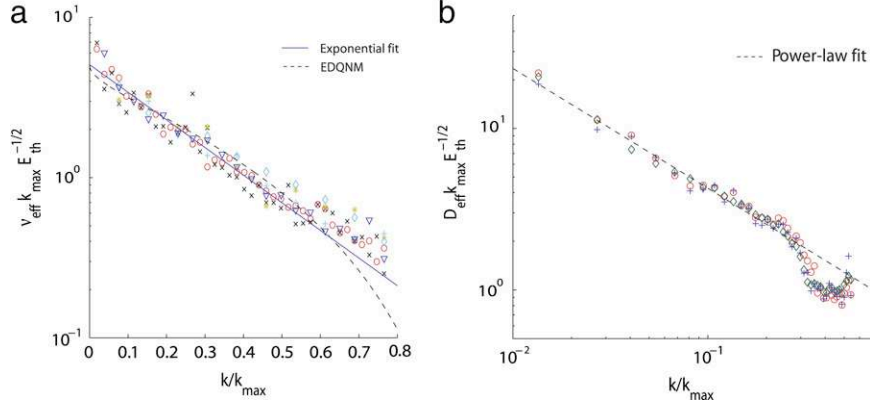 a
10^1
10^0
10^-1
ν_eff k_max E_th^-1/2
Exponential fit
EDQNM
0 0.1 0.2 0.3 0.4 0.5 0.6 0.7 0.8
k/k_max
b
10^1
10^0
D_eff k_max E_th^-1/2
Power-law fit
10^-2 10^-1
k/k_max